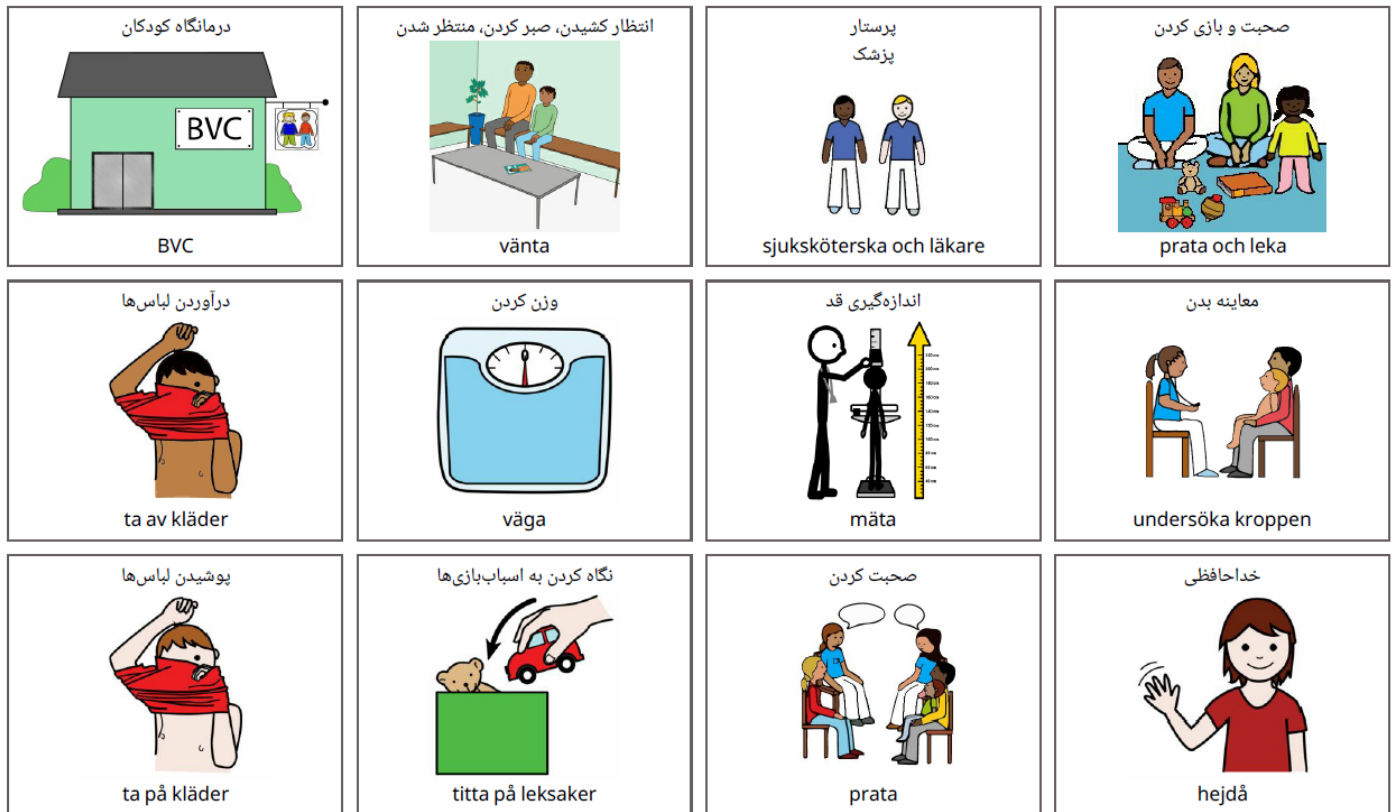 درمانگاه کودکان
BVC
BVC
انتظار کشیدن، صبر کردن، منتظر شدن
vänta
پرستار
پزشک
sjuksköterska och läkare
صحبت و بازی کردن
prata och leka
درآوردن لباس‌ها
ta av kläder
وزن کردن
0
väga
اندازه‌گیری قد
mäta
معاینه بدن
undersöka kroppen
پوشیدن لباس‌ها
ta på kläder
نگاه کردن به اسباب‌بازی‌ها
titta på leksaker
صحبت کردن
prata
خداحافظی
hejdå